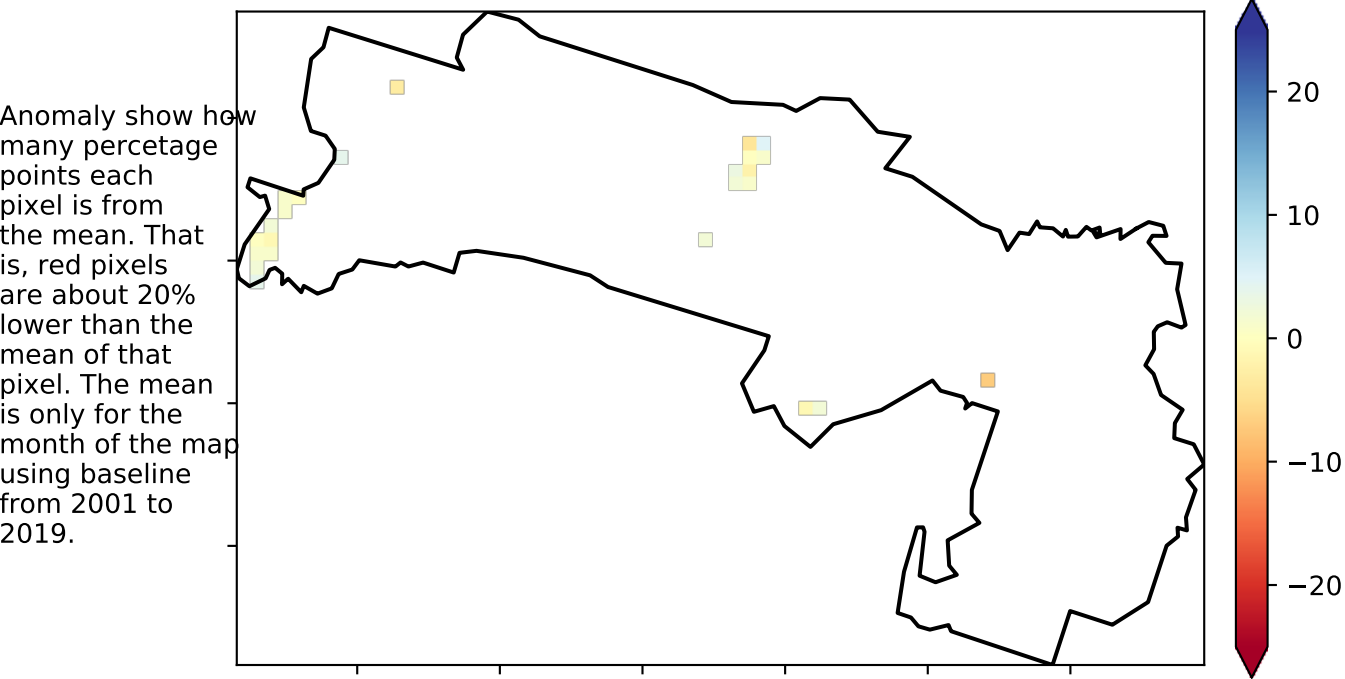 Anomaly show how
many percetage
points each
pixel is from
the mean. That
is, red pixels
are about 20%
lower than the
mean of that
pixel. The mean
is only for the
month of the map
using baseline
from 2001 to
2019.
20
10
0
−10
−20